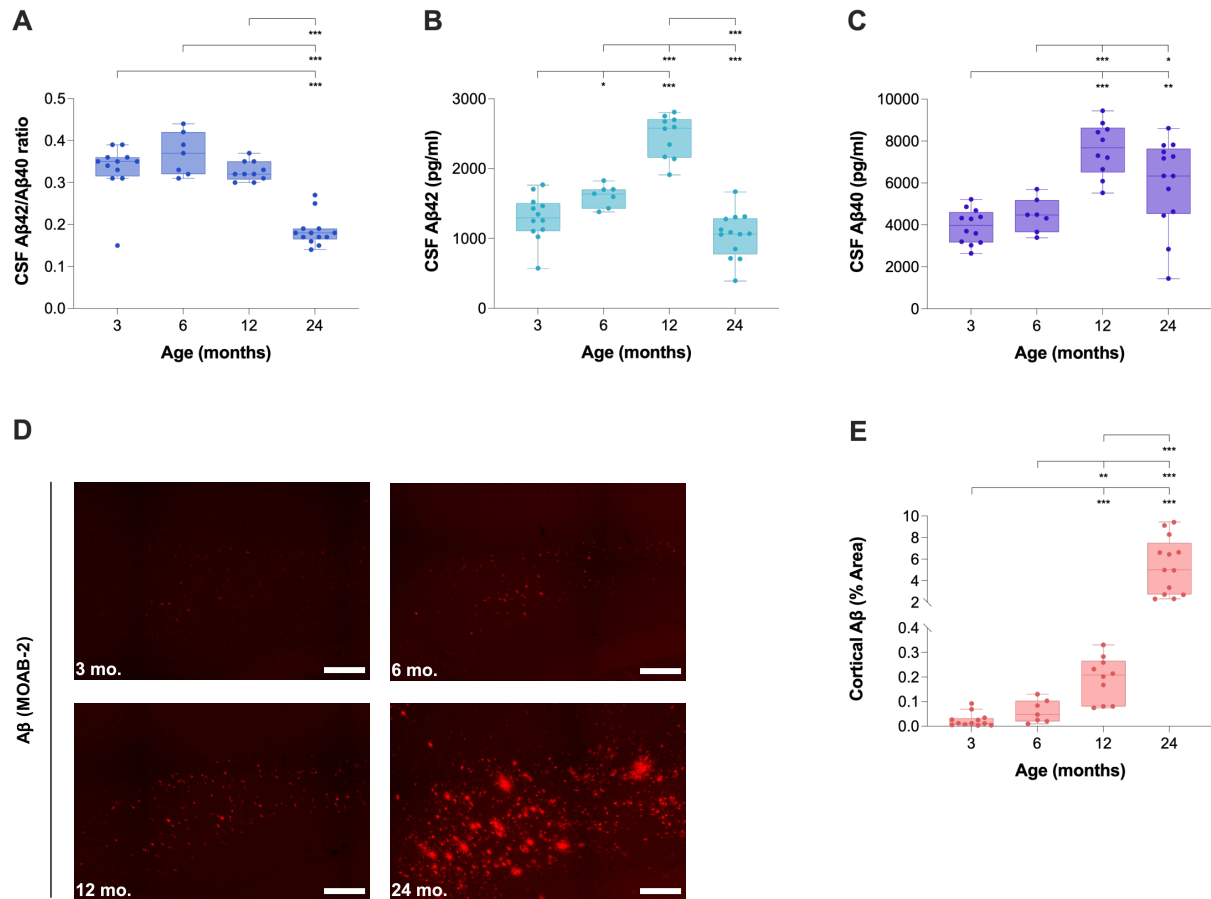 A
***
***
***
CSF Aβ42/Aβ40 ratio
0.5
0.4
0.3
0.2
0.1
0.0
3 6 12 24
Age (months)
B
***
*** ***
* ***
CSF Aβ42 (pg/ml)
3000
2000
1000
0
3 6 12 24
Age (months)
C
*** *
*** **
CSF Aβ40 (pg/ml)
10000
8000
6000
4000
2000
0
3 6 12 24
Age (months)
D
Aβ (MOAB-2)
3 mo.
6 mo.
12 mo.
24 mo.
E
***
** ***
*** ***
Cortical Aβ (% Area)
10
8
6
4
2
0.4
0.3
0.2
0.1
0.0
3 6 12 24
Age (months)